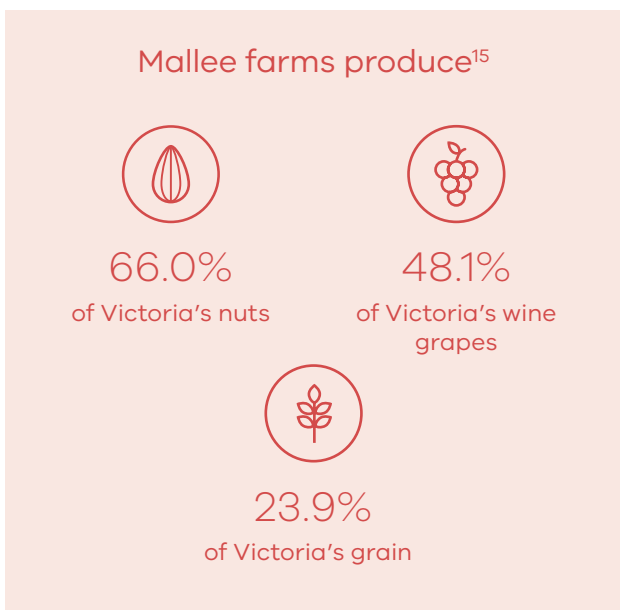 Mallee farms produce¹⁵
66.0%
of Victoria's nuts
48.1%
of Victoria's wine
grapes
23.9%
of Victoria's grain